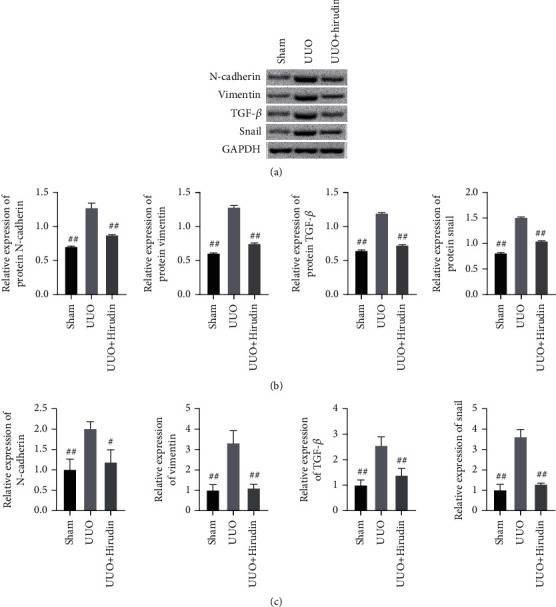 Sham
UUO
UUO+hirudin
N-cadherin
Vimentin
TGF-β
Snail
GAPDH
(a)
Relative expression of
protein N-cadherin
1.5
1.0
0.5
0.0
##
##
Sham
UUO
UUO+Hirudin
Relative expression of
protein vimentin
1.5
1.0
0.5
0.0
##
##
Sham
UUO
UUO+Hirudin
Relative expression of
protein TGF-β
1.5
1.0
0.5
0.0
##
##
Sham
UUO
UUO+Hirudin
Relative expression of
protein snail
2.0
1.5
1.0
0.5
0.0
##
##
Sham
UUO
UUO+Hirudin
(b)
Relative expression of
N-cadherin
2.5
2.0
1.5
1.0
0.5
0.0
##
#
Sham
UUO
UUO+Hirudin
Relative expression
of vimentin
5
4
3
2
1
0
##
##
Sham
UUO
UUO+Hirudin
Relative expression
of TGF-β
4
3
2
1
0
##
##
Sham
UUO
UUO+Hirudin
Relative expression of snail
5
4
3
2
1
0
##
##
Sham
UUO
UUO+Hirudin
(c)